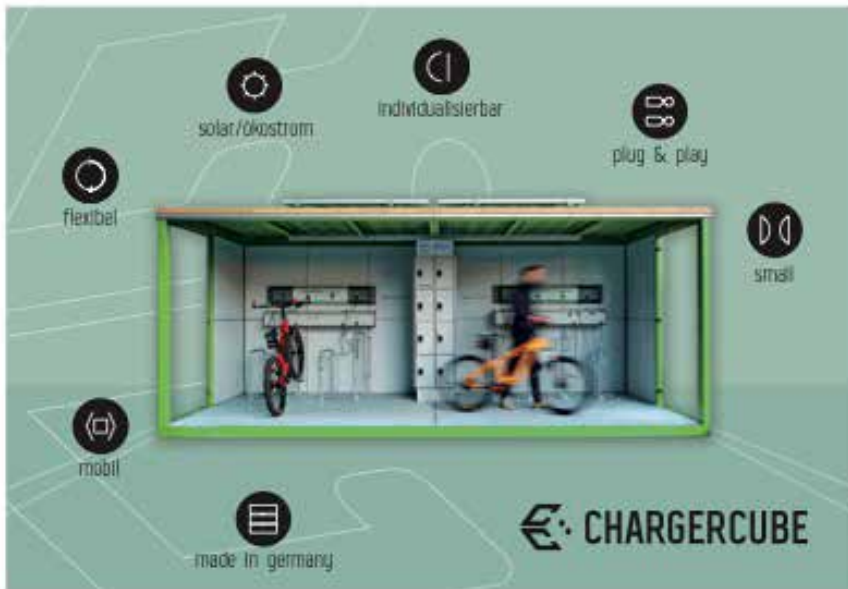 individualisierbar
solar/ökostrom
plug & play
flexibel
small
mobil
made in germany
CHARGERCUBE